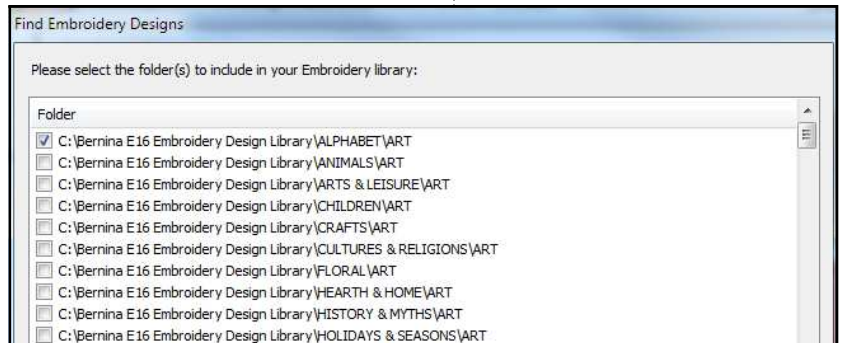 Find Embroidery Designs
Please select the folder(s) to include in your Embroidery library:
Folder
C:\Bernina E16 Embroidery Design Library\ALPHABET\ART
C:\Bernina E16 Embroidery Design Library\ANIMALS\ART
C:\Bernina E16 Embroidery Design Library\ARTS & LEISURE\ART
C:\Bernina E16 Embroidery Design Library\CHILDREN\ART
C:\Bernina E16 Embroidery Design Library\CRAFTS\ART
C:\Bernina E16 Embroidery Design Library\CULTURES & RELIGIONS\ART
C:\Bernina E16 Embroidery Design Library\FLORAL\ART
C:\Bernina E16 Embroidery Design Library\HEARTH & HOME\ART
C:\Bernina E16 Embroidery Design Library\HISTORY & MYTHS\ART
C:\Bernina E16 Embroidery Design Library\HOLIDAYS & SEASONS\ART